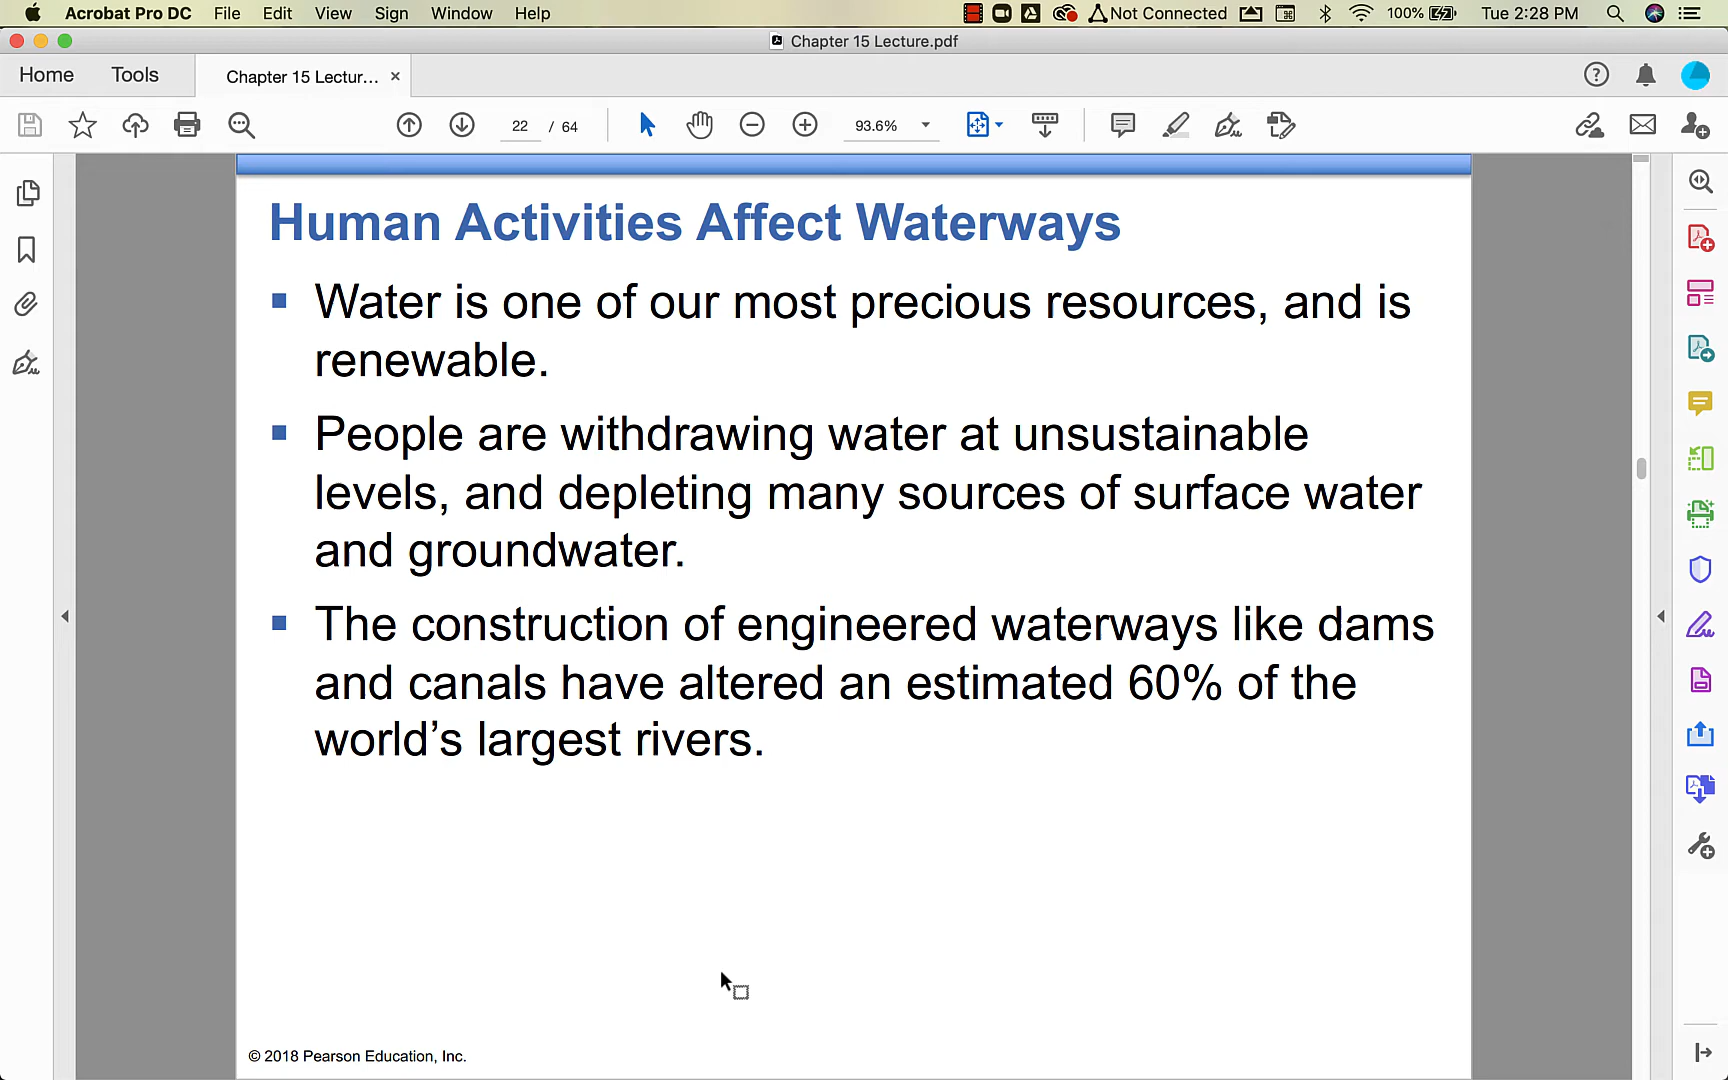 Acrobat Pro DC File Edit View Sign Window Help Not Connected 100% Tue 2:28 PM
Chapter 15 Lecture.pdf
Home Tools Chapter 15 Lectur... ×
22 / 64 93.6%
Human Activities Affect Waterways
Water is one of our most precious resources, and is
renewable.
People are withdrawing water at unsustainable
levels, and depleting many sources of surface water
and groundwater.
The construction of engineered waterways like dams
and canals have altered an estimated 60% of the
world’s largest rivers.
© 2018 Pearson Education, Inc.